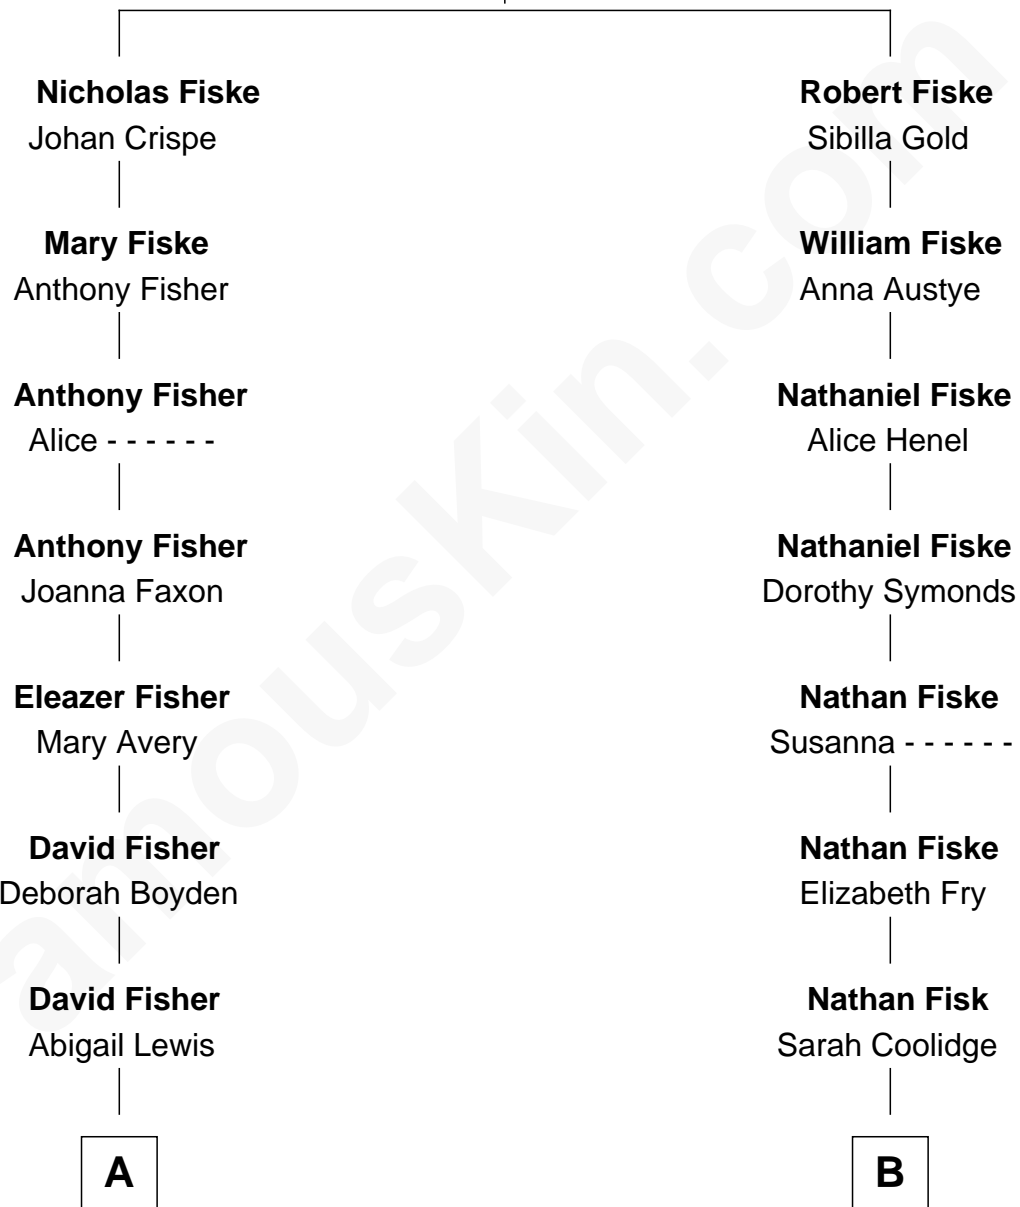 Nicholas Fiske
Johan Crispe
Mary Fiske
Anthony Fisher
Anthony Fisher
Alice - - - - - -
Anthony Fisher
Joanna Faxon
Eleazer Fisher
Mary Avery
David Fisher
Deborah Boyden
David Fisher
Abigail Lewis
A
Robert Fiske
Sibilla Gold
William Fiske
Anna Austye
Nathaniel Fiske
Alice Henel
Nathaniel Fiske
Dorothy Symonds
Nathan Fiske
Susanna - - - - - -
Nathan Fiske
Elizabeth Fry
Nathan Fisk
Sarah Coolidge
B
amouskin.com